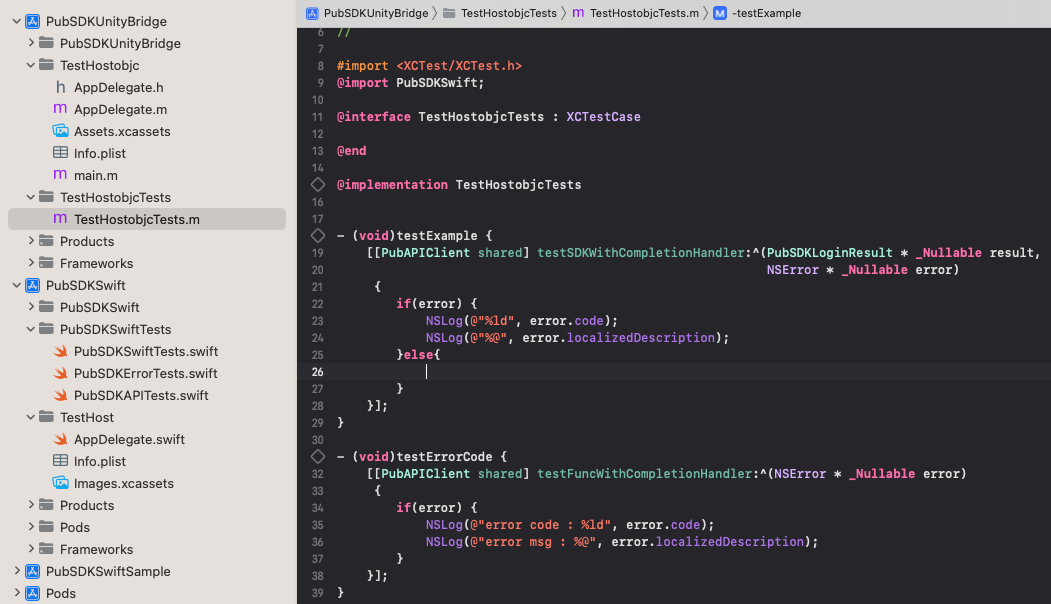 PubSDKUnityBridge
PubSDKUnityBridge
TestHostobjc
h AppDelegate.h
m AppDelegate.m
Assets.xcassets
Info.plist
m main.m
TestHostobjcTests
m TestHostobjcTests.m
Products
Frameworks
PubSDKSwift
PubSDKSwift
PubSDKSwiftTests
PubSDKSwiftTests.swift
PubSDKErrorTests.swift
PubSDKAPITests.swift
TestHost
AppDelegate.swift
Info.plist
Images.xcassets
Products
Pods
Frameworks
PubSDKSwiftSample
Pods
PubSDKUnityBridge TestHostobjcTests m TestHostobjcTests.m M -testExample
6 //
7
8 #import <XCTest/XCTest.h>
9 @import PubSDKSwift;
10
11 @interface TestHostobjcTests : XCTestCase
12
13 @end
14
@implementation TestHostobjcTests
16
17
- (void)testExample {
19 [[PubAPIClient shared] testSDKWithCompletionHandler:^(PubSDKLoginResult * _Nullable result,
20 NSError * _Nullable error)
21 {
22 if(error) {
23 NSLog(@"%ld", error.code);
24 NSLog(@"%@", error.localizedDescription);
25 }else{
26
27 }
28 }];
29 }
30
- (void)testErrorCode {
32 [[PubAPIClient shared] testFuncWithCompletionHandler:^(NSError * _Nullable error)
33 {
34 if(error) {
35 NSLog(@"error code : %ld", error.code);
36 NSLog(@"error msg : %@", error.localizedDescription);
37 }
38 }];
39 }